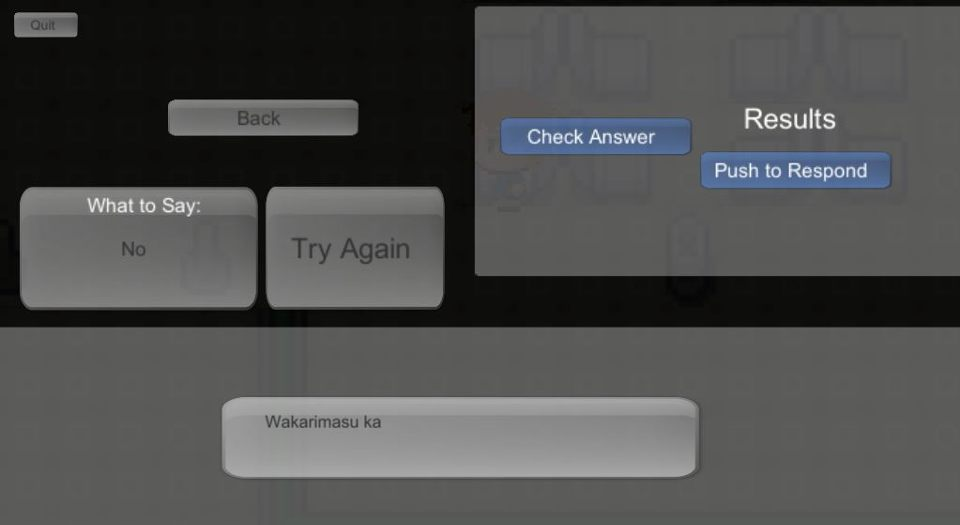 Quit
Back
Check Answer
Results
Push to Respond
What to Say:
No
Try Again
Wakarimasu ka